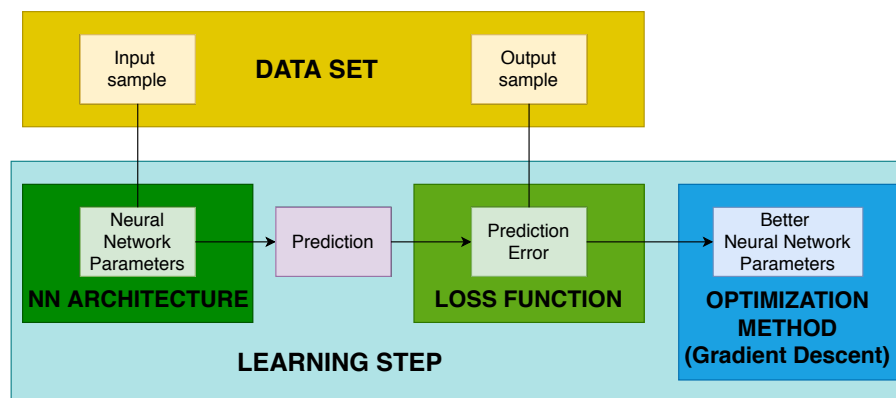 Input
sample
DATA SET
Output
sample
Neural
Network
Parameters
NN ARCHITECTURE
Prediction
Prediction
Error
LOSS FUNCTION
Better
Neural Network
Parameters
OPTIMIZATION
METHOD
(Gradient Descent)
LEARNING STEP